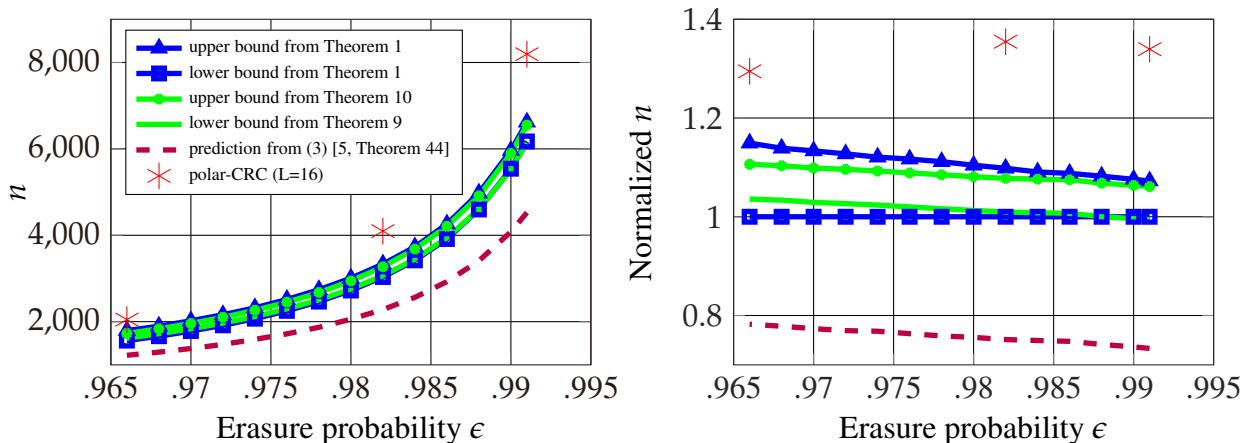 8,000
6,000
4,000
2,000
n
upper bound from Theorem 1
lower bound from Theorem 1
upper bound from Theorem 10
lower bound from Theorem 9
prediction from (3) [5, Theorem 44]
polar-CRC (L=16)
.965 .97 .975 .98 .985 .99 .995
Erasure probability ϵ
1.4
1.2
1
0.8
Normalized n
.965 .97 .975 .98 .985 .99 .995
Erasure probability ϵ